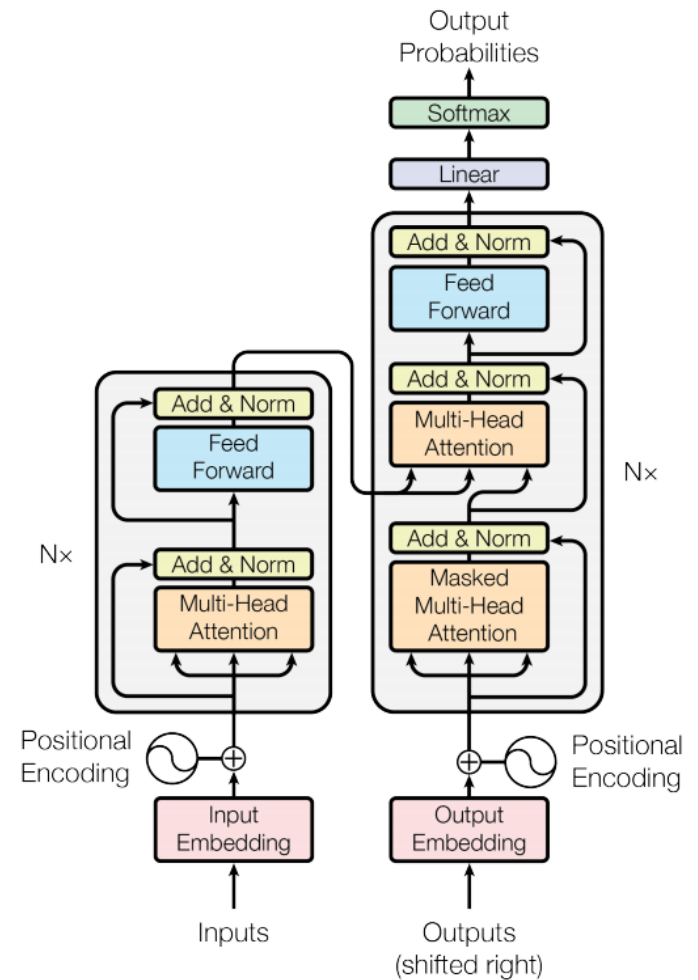 Output
Probabilities
Softmax
Linear
Add & Norm
Feed
Forward
Add & Norm
Multi-Head
Attention
Add & Norm
Masked
Multi-Head
Attention
N×
Add & Norm
Feed
Forward
Add & Norm
Multi-Head
Attention
N×
Positional
Encoding
Positional
Encoding
Input
Embedding
Output
Embedding
Inputs
Outputs
(shifted right)